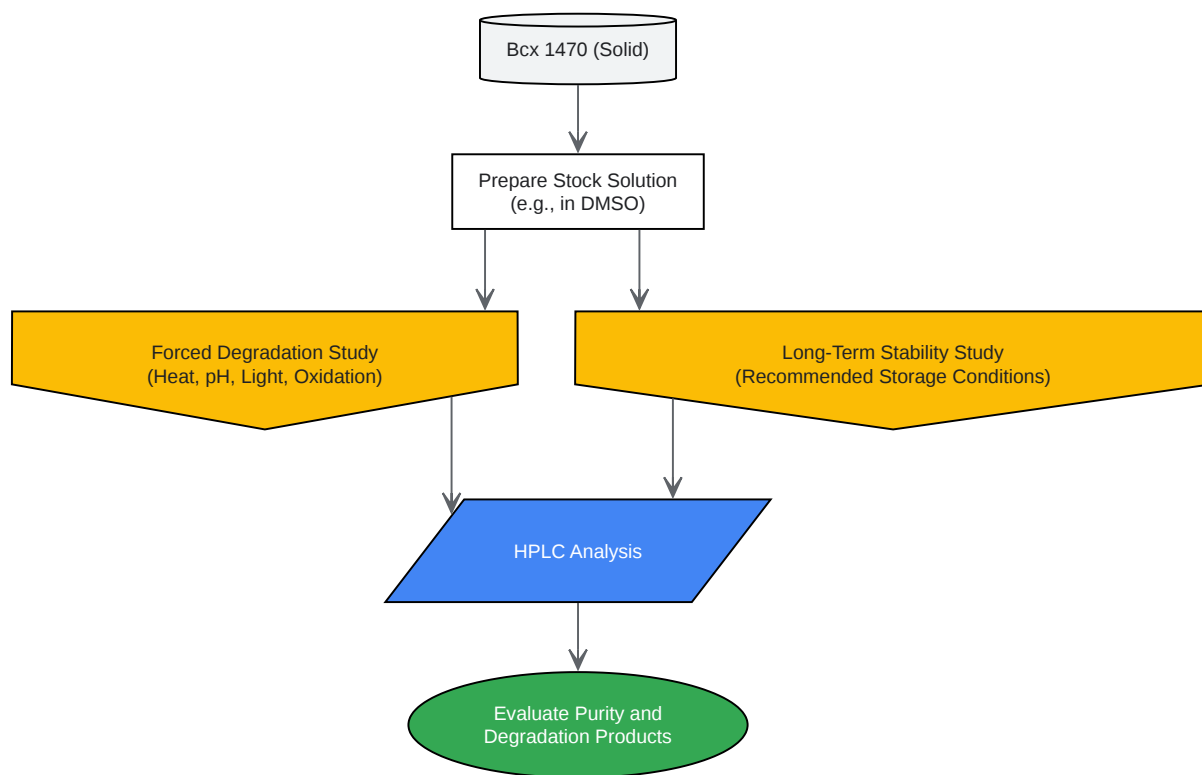 Bcx 1470 (Solid)
Prepare Stock Solution
(e.g., in DMSO)
Forced Degradation Study
(Heat, pH, Light, Oxidation)
Long-Term Stability Study
(Recommended Storage Conditions)
HPLC Analysis
Evaluate Purity and
Degradation Products